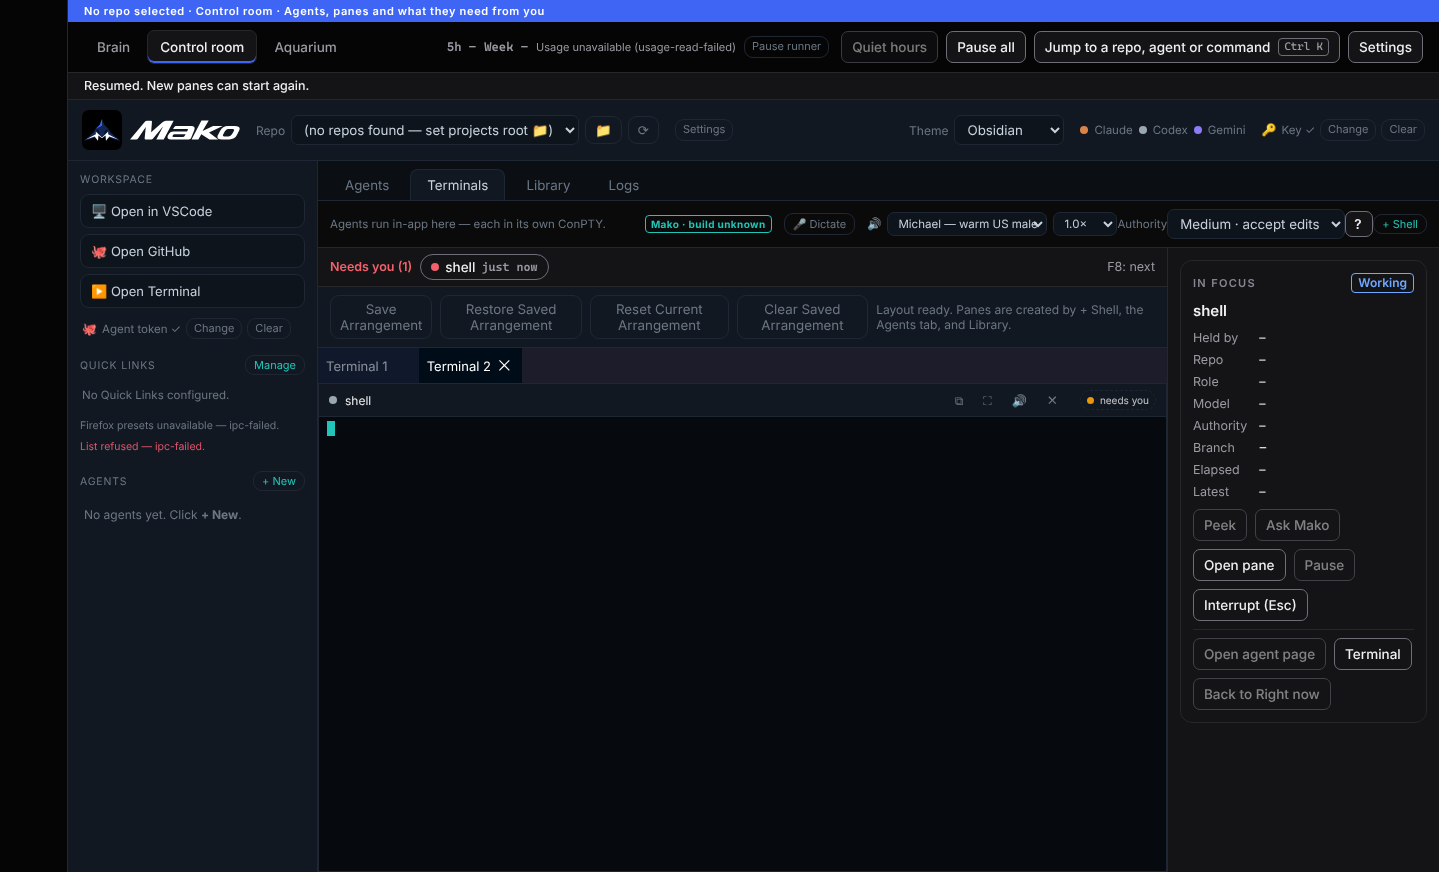 No repo selected · Control room · Agents, panes and what they need from you
Brain
Control room
Aquarium
5h – Week – Usage unavailable (usage-read-failed)
Pause runner
Quiet hours
Pause all
Jump to a repo, agent or command Ctrl K
Settings
Resumed. New panes can start again.
Mako
Repo
(no repos found — set projects root 📁)
Settings
Theme
Obsidian
Claude
Codex
Gemini
Key ✓
Change
Clear
WORKSPACE
Open in VSCode
Open GitHub
Open Terminal
Agent token ✓
Change
Clear
QUICK LINKS
Manage
No Quick Links configured.
Firefox presets unavailable — ipc-failed.
List refused — ipc-failed.
AGENTS
+ New
No agents yet. Click + New.
Agents
Terminals
Library
Logs
Agents run in-app here — each in its own ConPTY.
Mako · build unknown
Dictate
Michael — warm US male
1.0×
Authority
Medium · accept edits
?
+ Shell
Needs you (1)
shell just now
F8: next
Save
Arrangement
Restore Saved
Arrangement
Reset Current
Arrangement
Clear Saved
Arrangement
Layout ready. Panes are created by + Shell, the
Agents tab, and Library.
Terminal 1
Terminal 2
shell
needs you
IN FOCUS
Working
shell
Held by –
Repo –
Role –
Model –
Authority –
Branch –
Elapsed –
Latest –
Peek
Ask Mako
Open pane
Pause
Interrupt (Esc)
Open agent page
Terminal
Back to Right now